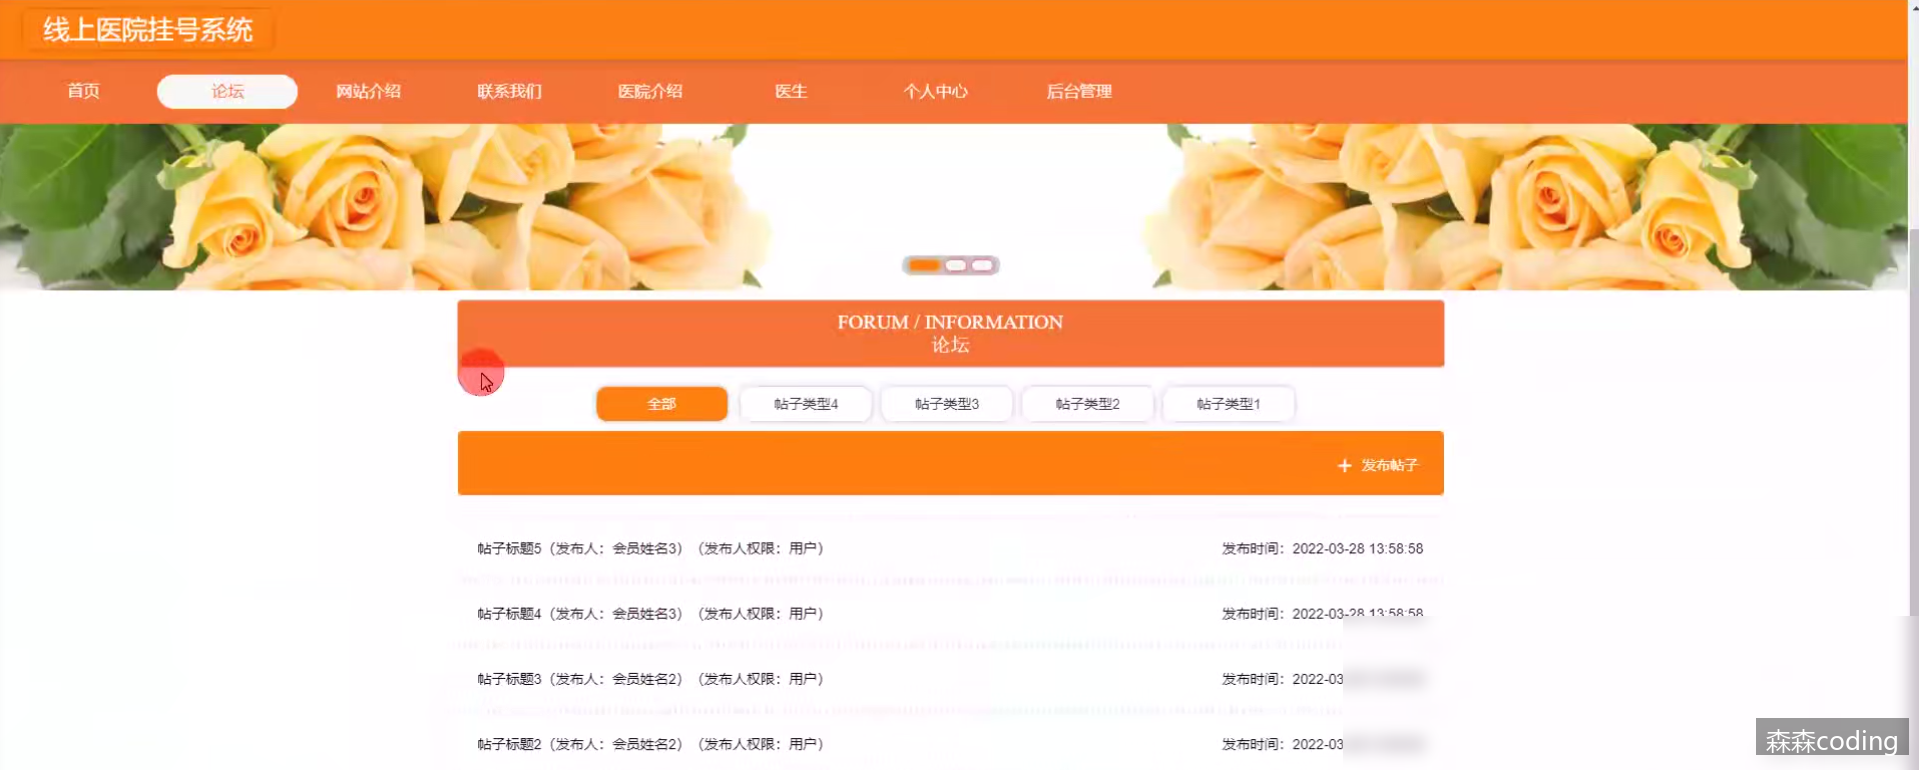 线上医院挂号系统
首页 论坛 网站介绍 联系我们 医院介绍 医生 个人中心 后台管理
FORUM / INFORMATION
论坛
全部 帖子类型4 帖子类型3 帖子类型2 帖子类型1
+ 发布帖子
帖子标题5（发布人：会员姓名3）（发布人权限：用户） 发布时间：2022-03-28 13:58:58
帖子标题4（发布人：会员姓名3）（发布人权限：用户） 发布时间：2022-03-28 13:58:58
帖子标题3（发布人：会员姓名2）（发布人权限：用户） 发布时间：2022-03
帖子标题2（发布人：会员姓名2）（发布人权限：用户） 发布时间：2022-03
森森coding